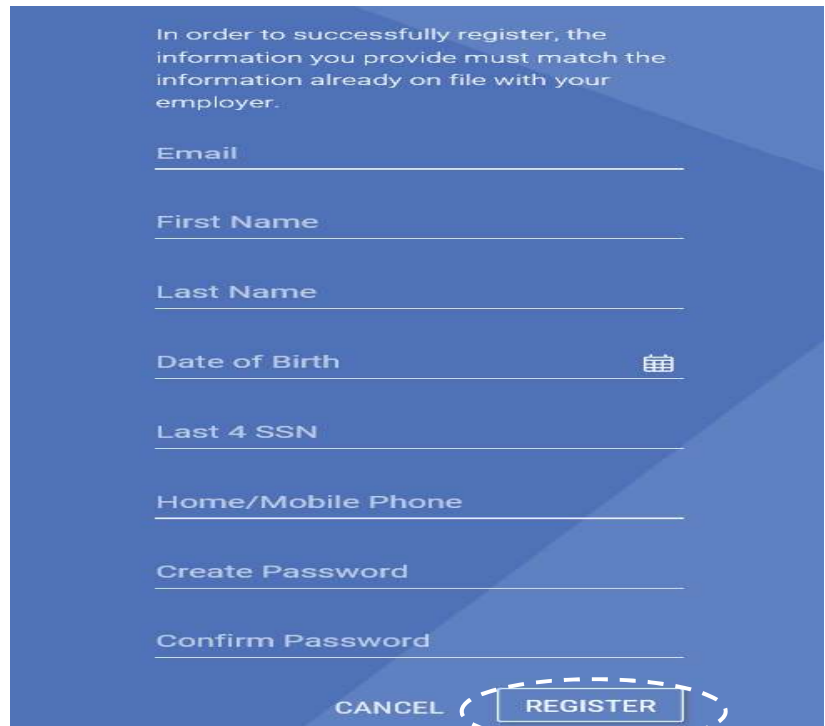 In order to successfully register, the
information you provide must match the
information already on file with your
employer.
Email
First Name
Last Name
Date of Birth
Last 4 SSN
Home/Mobile Phone
Create Password
Confirm Password
CANCEL REGISTER